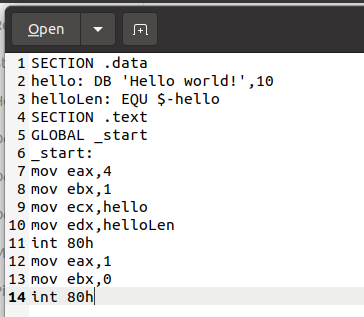 Open
1 SECTION .data
2 hello: DB 'Hello world!',10
3 helloLen: EQU $-hello
4 SECTION .text
5 GLOBAL _start
6 _start:
7 mov eax,4
8 mov ebx,1
9 mov ecx,hello
10 mov edx,helloLen
11 int 80h
12 mov eax,1
13 mov ebx,0
14 int 80h